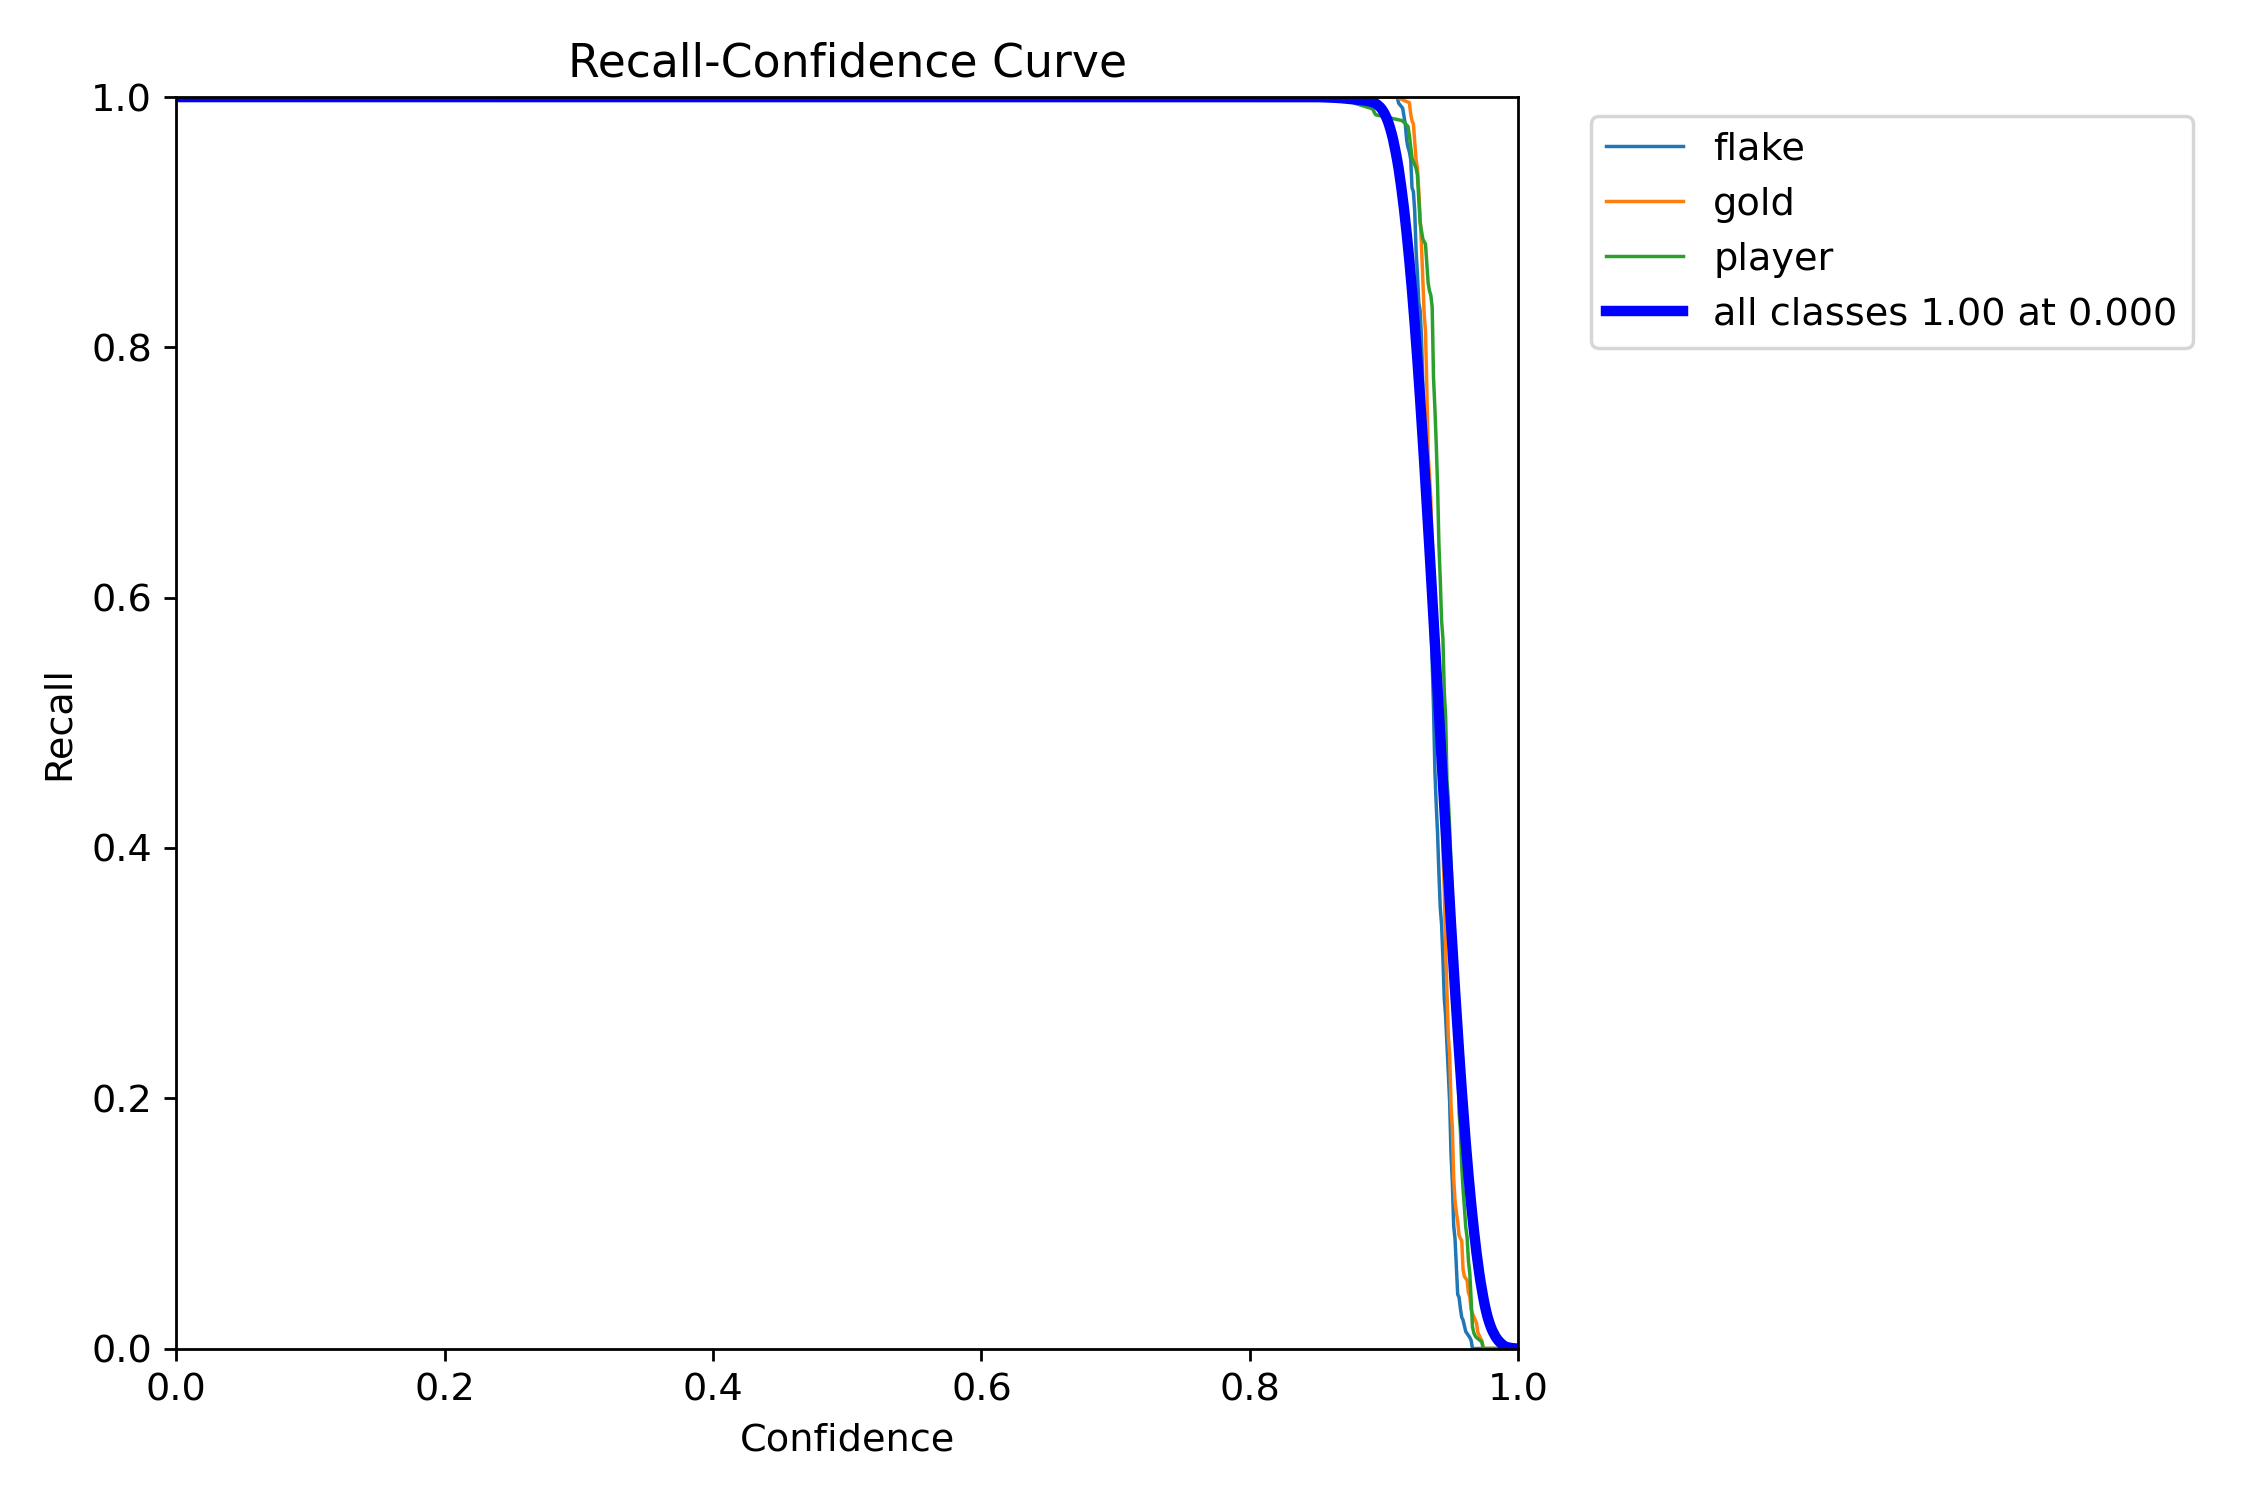 Recall-Confidence Curve
1.0
0.8
0.6
0.4
0.2
0.0
Recall
0.0 0.2 0.4 0.6 0.8 1.0
Confidence
flake
gold
player
all classes 1.00 at 0.000